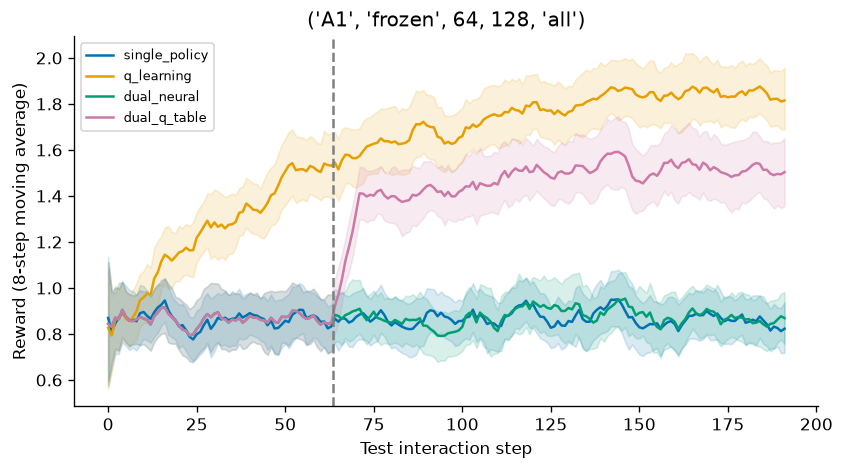 ('A1', 'frozen', 64, 128, 'all')
single_policy
q_learning
dual_neural
dual_q_table
Reward (8-step moving average)
2.0
1.8
1.6
1.4
1.2
1.0
0.8
0.6
0 25 50 75 100 125 150 175 200
Test interaction step